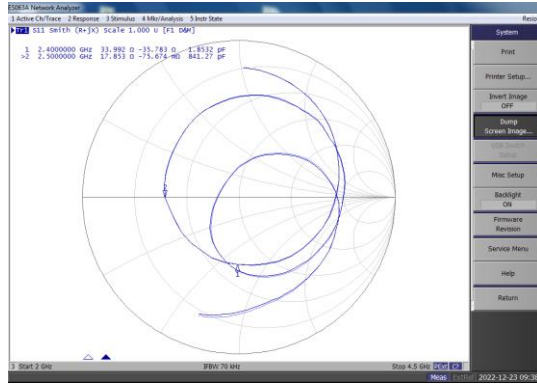 E5063A Network Analyzer
1 Active Ch/Trace 2 Response 3 Stimulus 4 Mkr/Analysis 5 Instr State
Tr1 S11 Smith (R+jX) Scale 1.000 U [F1 D&M]
1 2.4000000 GHz 33.992 Ω -35.783 Ω 1.8532 pF
>2 2.5000000 GHz 17.853 Ω -75.674 mΩ 841.27 pF
System
Print
Printer Setup...
Invert Image
OFF
Dump
Screen Image...
Misc Setup
Backlight
ON
Firmware
Revision
Service Menu
Help
Return
2
1
3 Start 2 GHz IFBW 70 kHz Stop 4.5 GHz
Meas ExtRef 2022-12-23 09:38